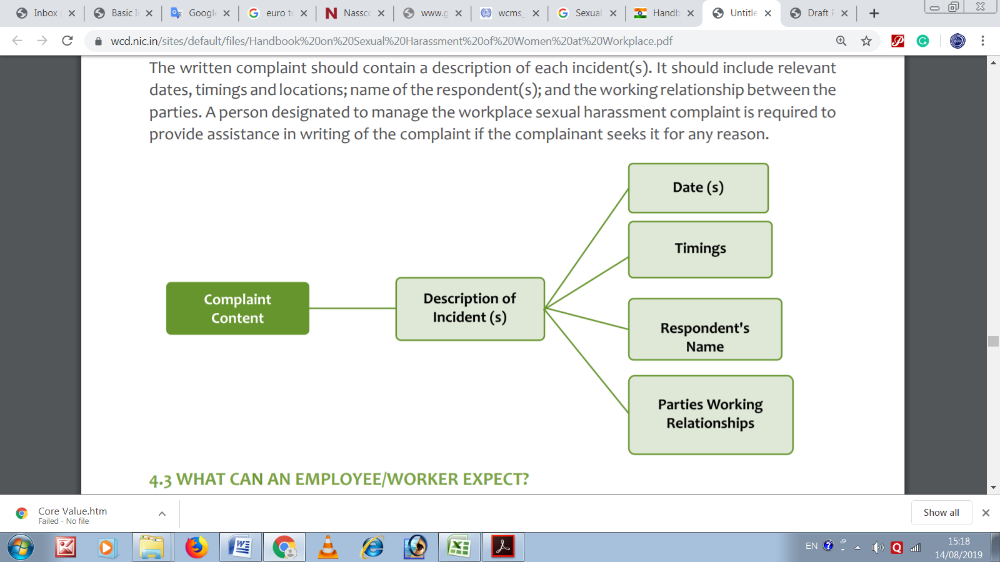 Inbox
Basic I
Googl
euro to
Nassco
www.g
wcms_
Sexual
Handb
Untitle
Draft F
wcd.nic.in/sites/default/files/Handbook%20on%20Sexual%20Harassment%20of%20Women%20at%20Workplace.pdf
The written complaint should contain a description of each incident(s). It should include relevant
dates, timings and locations; name of the respondent(s); and the working relationship between the
parties. A person designated to manage the workplace sexual harassment complaint is required to
provide assistance in writing of the complaint if the complainant seeks it for any reason.
Date (s)
Timings
Complaint
Content
Description of
Incident (s)
Respondent's
Name
Parties Working
Relationships
4.3 WHAT CAN AN EMPLOYEE/WORKER EXPECT?
Core Value.htm
Failed - No file
Show all
EN
15:18
14/08/2019